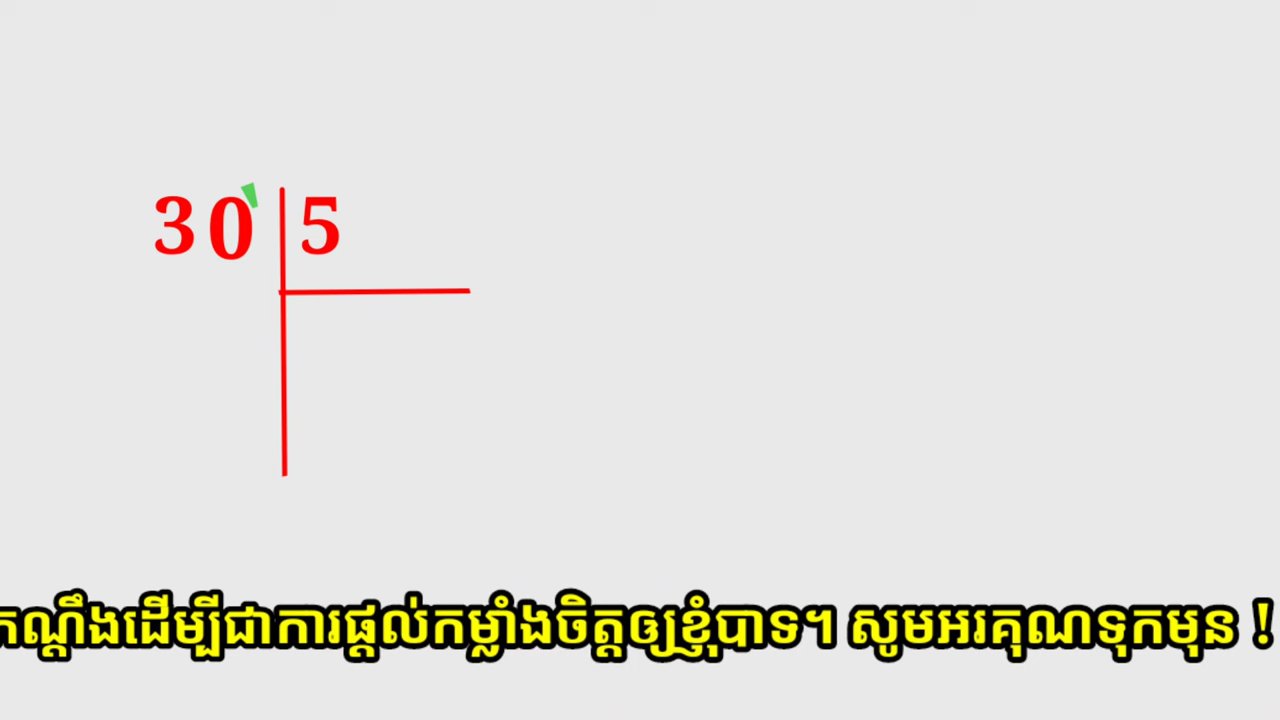 30 5
កណ្ដឹងដើម្បីជាការផ្ដល់កម្លាំងចិត្តឲ្យខ្ញុំបាទ។ សូមអរគុណទុកមុន !